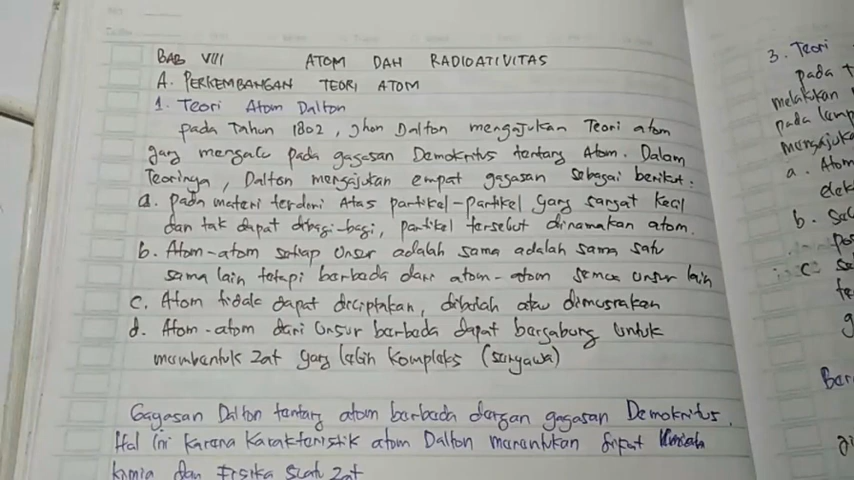 BAB VIII ATOM DAN RADIOATIVITAS
A. PERKEMBANGAN TEORI ATOM
1. Teori Atom Dalton
pada Tahun 1802, Jhon Dalton mengajukan Teori atom
yang mengacu pada gagasan Demokritus tentang Atom. Dalam
Teorinya, Dalton mengajukan empat gagasan sebagai berikut:
a. pada materi terdiri Atas partikel-partikel yang sangat kecil
dan tak dapat dibagi-bagi, partikel tersebut dinamakan atom.
b. Atom-atom setiap unsur adalah sama adalah sama satu
sama lain tetapi berbeda dari atom-atom semua unsur lain
c. Atom tidak dapat diciptakan, dibelah atau dimusnakan
d. Atom-atom dari unsur berbeda dapat bergabung untuk
membentuk zat yang lebih kompleks (senyawa)
Gagasan Dalton tentang atom berbeda dengan gagasan Demokritus.
Hal ini karena karakteristik atom Dalton menentukan sifat
kimia dan Fisika suatu zat
3. Teori
pada
melakukan
pada
mengajuka
a. Atom
elek
b.
c.
Ber